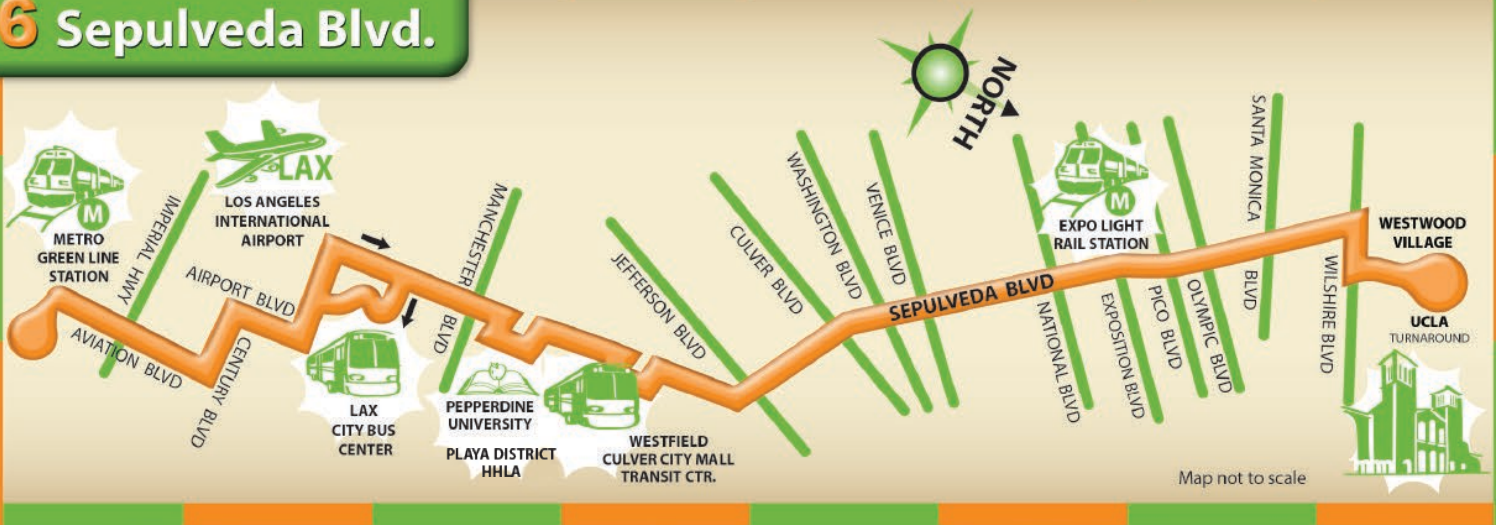 6 Sepulveda Blvd.
METRO
GREEN LINE
STATION
M
IMPERIAL HWY
LAX
LOS ANGELES
INTERNATIONAL
AIRPORT
AIRPORT BLVD
AVIATION BLVD
CENTURY BLVD
LAX
CITY BUS
CENTER
MANCHESTER BLVD
PEPPERDINE
UNIVERSITY
PLAYA DISTRICT
HHLA
WESTFIELD
CULVER CITY MALL
TRANSIT CTR.
JEFFERSON BLVD
CULVER BLVD
WASHINGTON BLVD
VENICE BLVD
SEPULVEDA BLVD
NORTH
NATIONAL BLVD
M
EXPO LIGHT
RAIL STATION
EXPOSITION BLVD
PICO BLVD
OLYMPIC BLVD
SANTA MONICA BLVD
WILSHIRE BLVD
WESTWOOD
VILLAGE
UCLA
TURNAROUND
Map not to scale